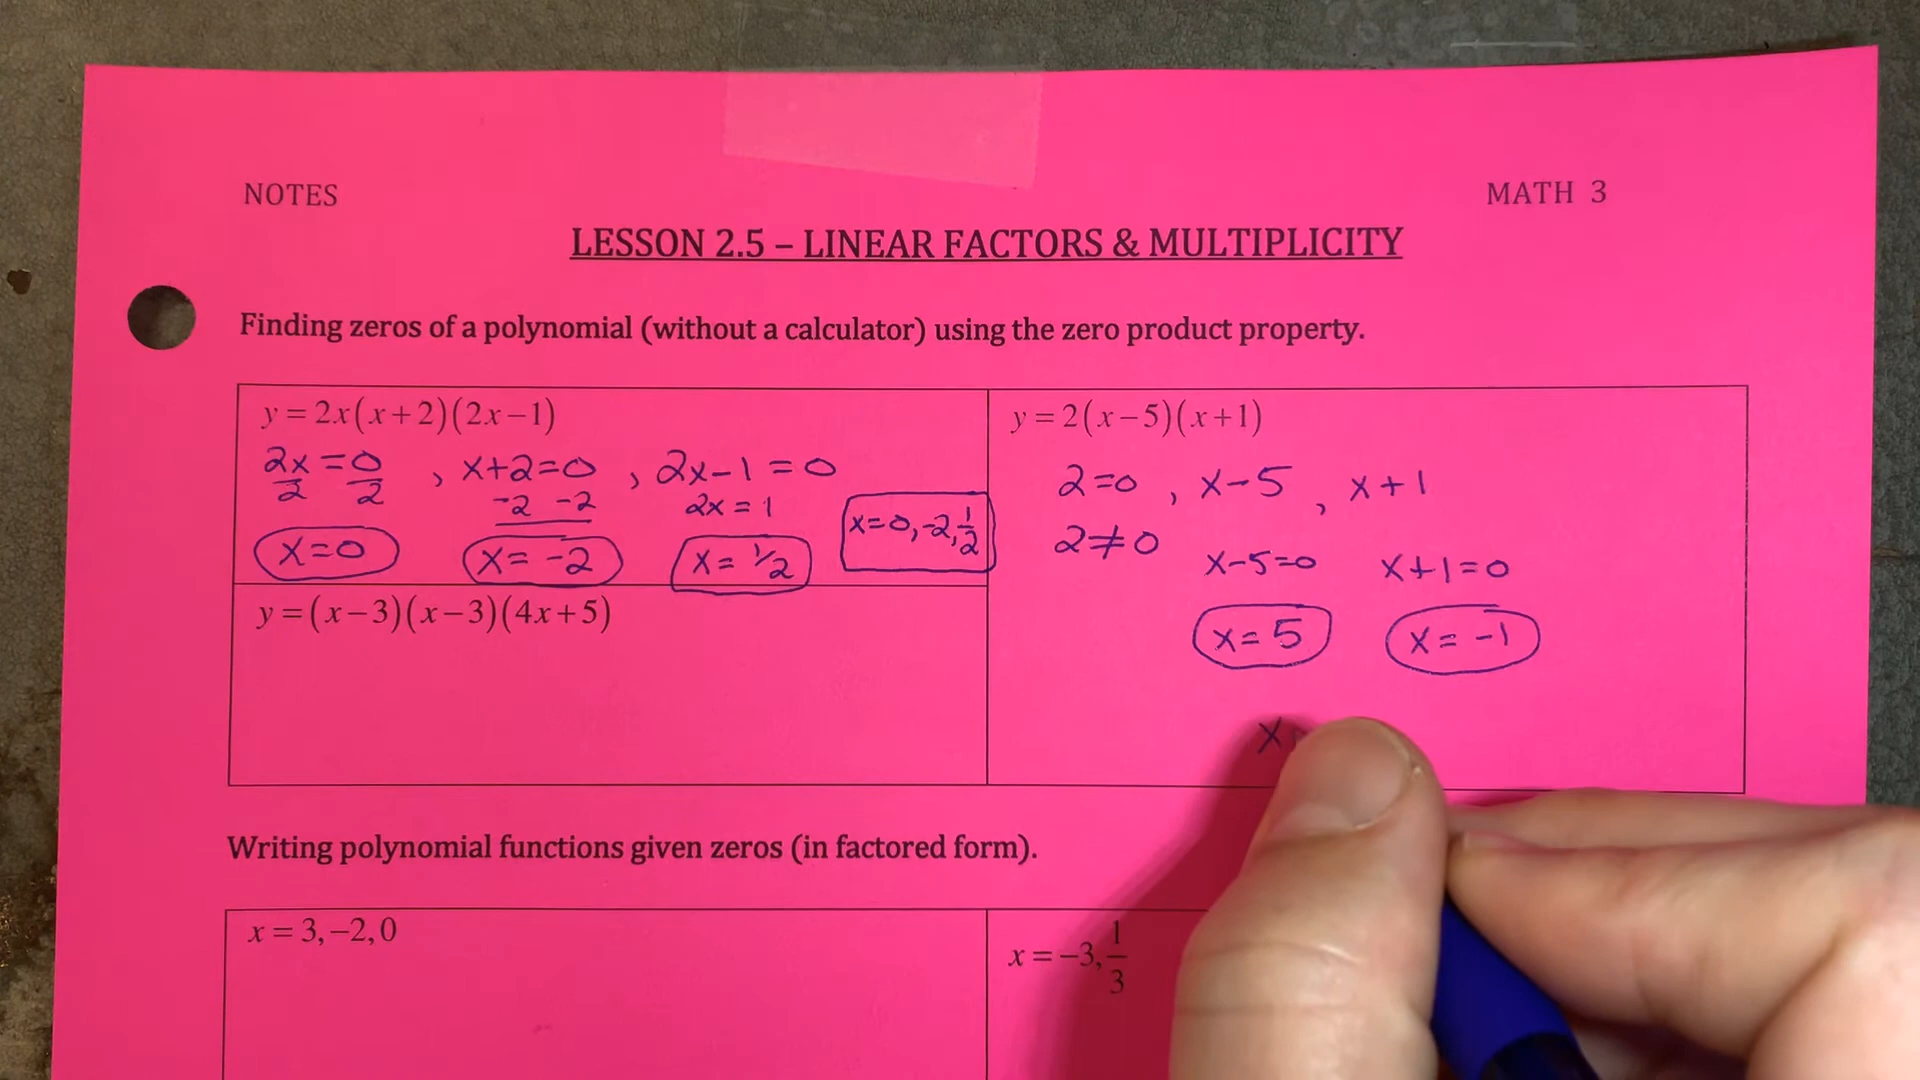 NOTES
MATH 3
LESSON 2.5 – LINEAR FACTORS & MULTIPLICITY
Finding zeros of a polynomial (without a calculator) using the zero product property.
y = 2x(x+2)(2x−1)
2x/2 = 0/2 , x+2=0 , 2x−1=0
−2 −2 2x = 1
x=0 x= −2 x= 1/2 x=0,−2,1/2
y = 2(x−5)(x+1)
2=0 , x−5 , x+1
2≠0
x−5=0 x+1=0
x=5 x= −1
x
y = (x−3)(x−3)(4x+5)
Writing polynomial functions given zeros (in factored form).
x = 3,−2,0
x = −3, 1/3